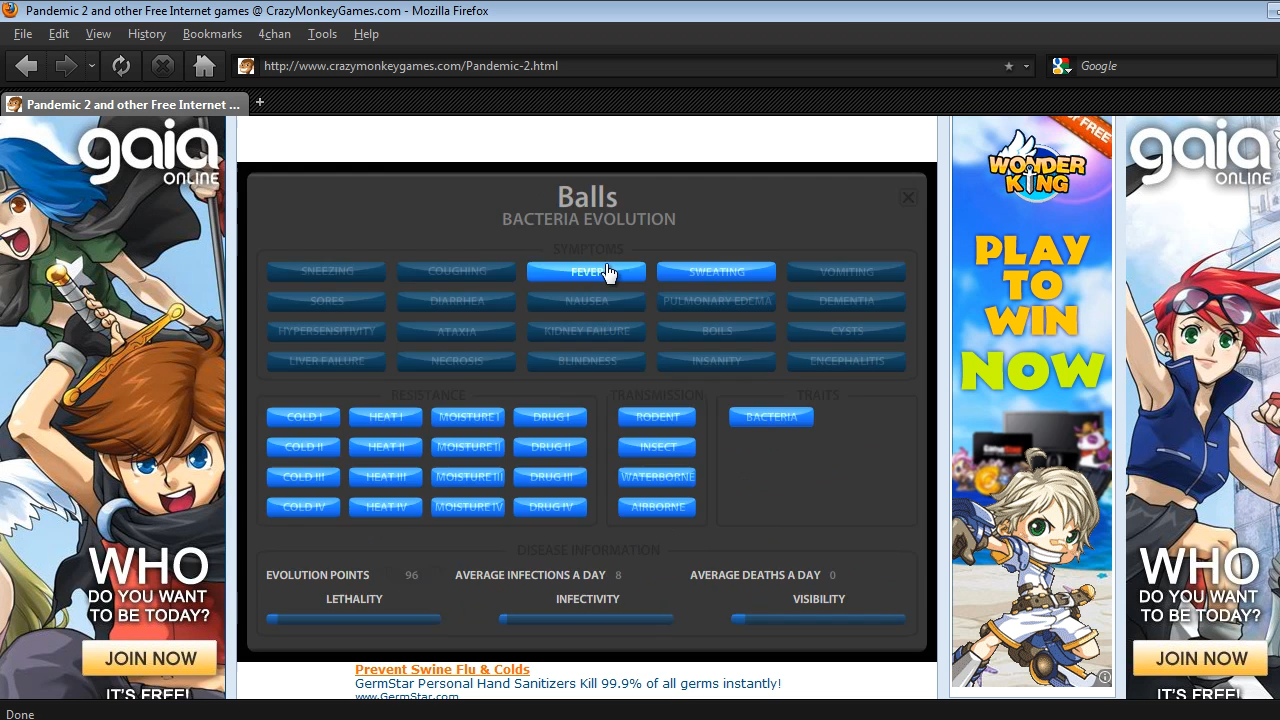 Pandemic 2 and other Free Internet games @ CrazyMonkeyGames.com - Mozilla Firefox
File Edit View History Bookmarks 4chan Tools Help
http://www.crazymonkeygames.com/Pandemic-2.html
Google
Pandemic 2 and other Free Internet ...
gaia
ONLINE
WHO
DO YOU WANT
TO BE TODAY?
JOIN NOW
IT'S FREE!
Balls
BACTERIA EVOLUTION
SYMPTOMS
SNEEZING COUGHING FEVER SWEATING VOMITING
SORES DIARRHEA NAUSEA PULMONARY EDEMA DEMENTIA
HYPERSENSITIVITY ATAXIA KIDNEY FAILURE BOILS CYSTS
LIVER FAILURE NECROSIS BLINDNESS INSANITY ENCEPHALITIS
RESISTANCE TRANSMISSION TRAITS
COLD I HEAT I MOISTURE I DRUG I RODENT BACTERIA
COLD II HEAT II MOISTURE II DRUG II INSECT
COLD III HEAT III MOISTURE III DRUG III WATERBORNE
COLD IV HEAT IV MOISTURE IV DRUG IV AIRBORNE
DISEASE INFORMATION
EVOLUTION POINTS 96 AVERAGE INFECTIONS A DAY 8 AVERAGE DEATHS A DAY 0
LETHALITY INFECTIVITY VISIBILITY
Prevent Swine Flu & Colds
GermStar Personal Hand Sanitizers Kill 99.9% of all germs instantly!
www.GermStar.com
FREE
WONDER
KING
PLAY
TO
WIN
NOW
gaia
ONLINE
WHO
DO YOU WANT
TO BE TODAY?
JOIN NOW
IT'S FREE!
Done